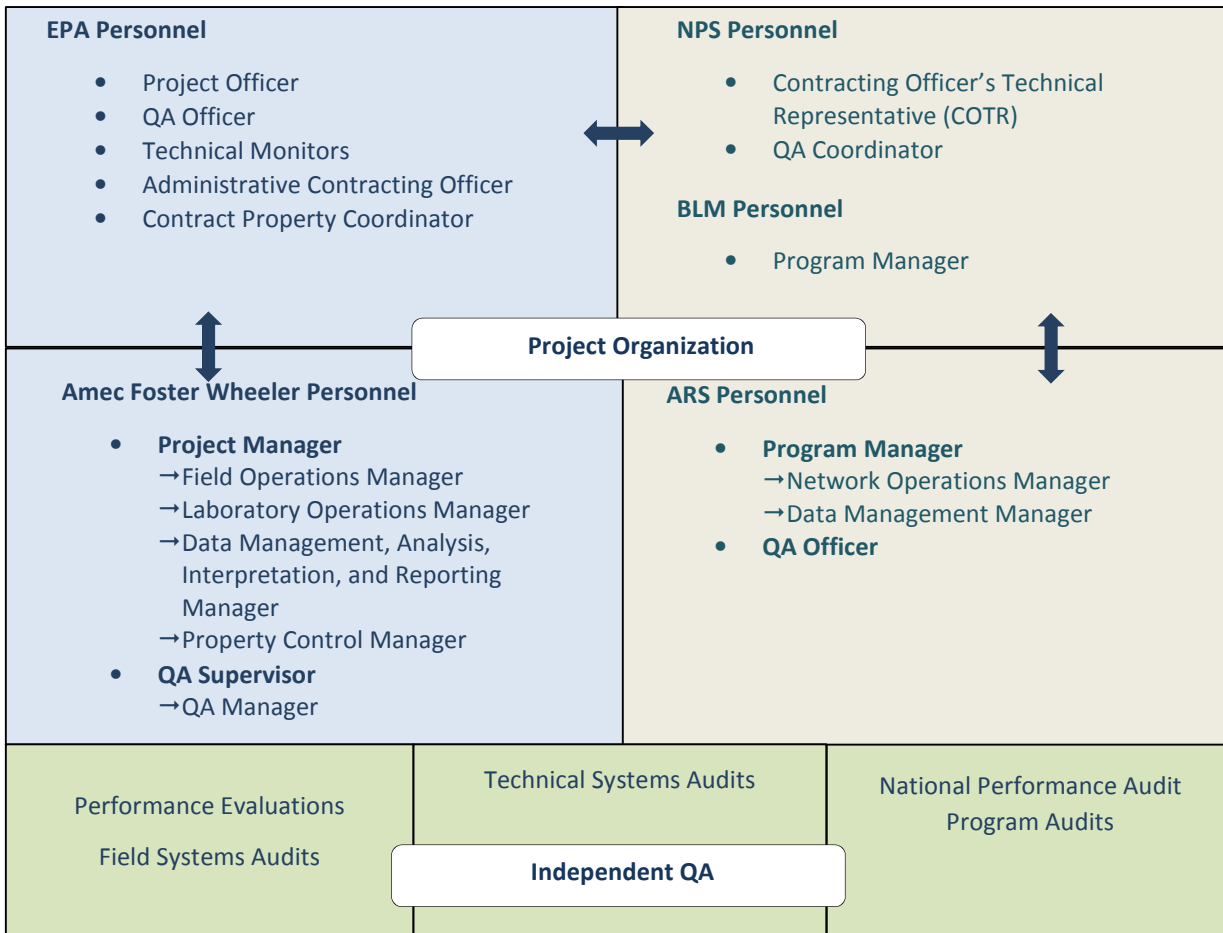 EPA Personnel
• Project Officer
• QA Officer
• Technical Monitors
• Administrative Contracting Officer
• Contract Property Coordinator
NPS Personnel
• Contracting Officer’s Technical
Representative (COTR)
• QA Coordinator
BLM Personnel
• Program Manager
Project Organization
Amec Foster Wheeler Personnel
• Project Manager
→Field Operations Manager
→Laboratory Operations Manager
→Data Management, Analysis,
Interpretation, and Reporting
Manager
→Property Control Manager
• QA Supervisor
→QA Manager
ARS Personnel
• Program Manager
→Network Operations Manager
→Data Management Manager
• QA Officer
Performance Evaluations
Field Systems Audits
Technical Systems Audits
National Performance Audit
Program Audits
Independent QA